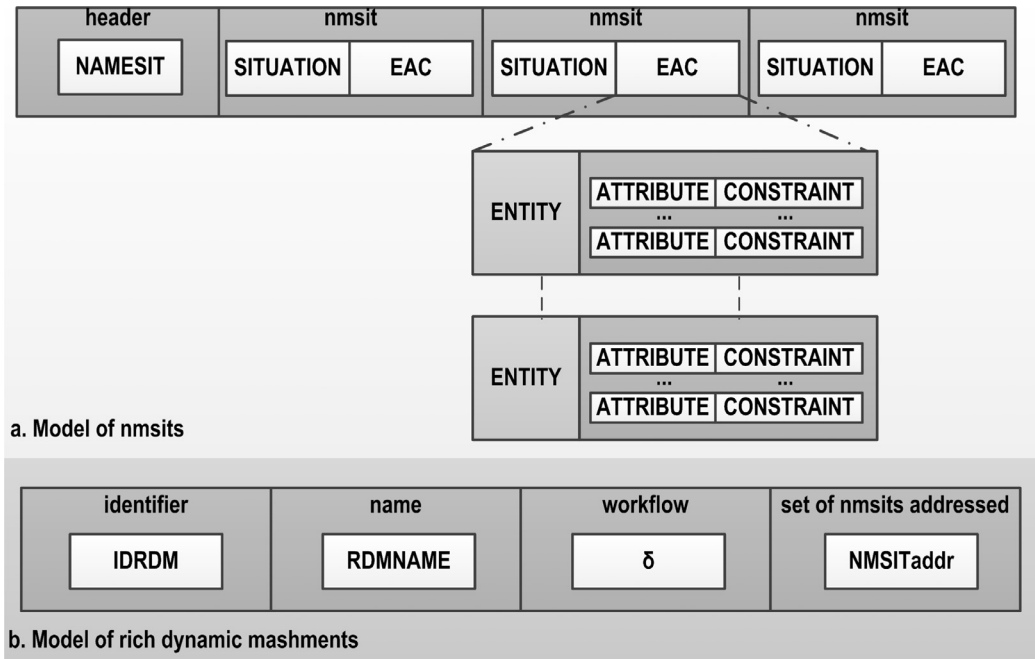 header nmsit nmsit nmsit
NAMESIT SITUATION EAC SITUATION EAC SITUATION EAC
ENTITY
ATTRIBUTE CONSTRAINT
... ...
ATTRIBUTE CONSTRAINT
ENTITY
ATTRIBUTE CONSTRAINT
... ...
ATTRIBUTE CONSTRAINT
a. Model of nmsits
identifier name workflow set of nmsits addressed
IDRDM RDMNAME δ NMSITaddr
b. Model of rich dynamic mashments